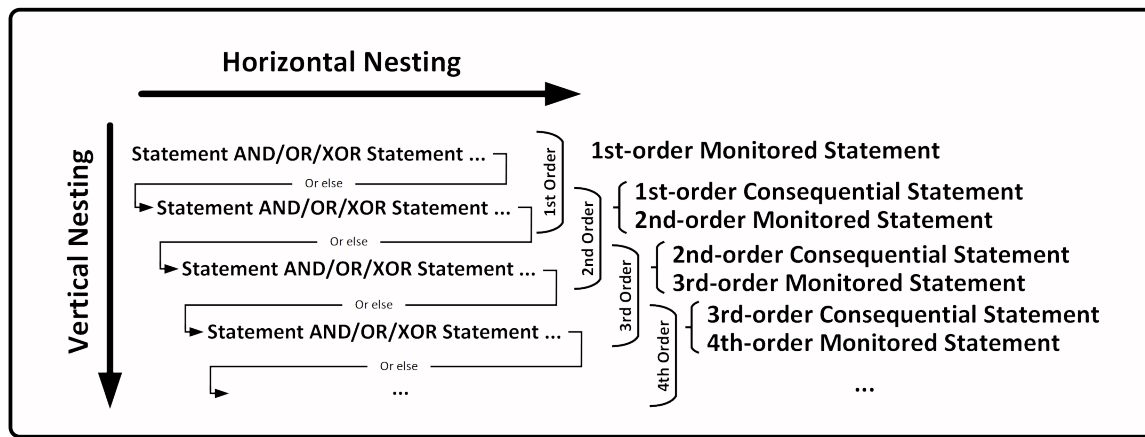 Horizontal Nesting
Vertical Nesting
Statement AND/OR/XOR Statement ...
1st Order
1st-order Monitored Statement
Or else
Statement AND/OR/XOR Statement ...
2nd Order
1st-order Consequential Statement
2nd-order Monitored Statement
Or else
Statement AND/OR/XOR Statement ...
3rd Order
2nd-order Consequential Statement
3rd-order Monitored Statement
Or else
Statement AND/OR/XOR Statement ...
4th Order
3rd-order Consequential Statement
4th-order Monitored Statement
Or else
...
...